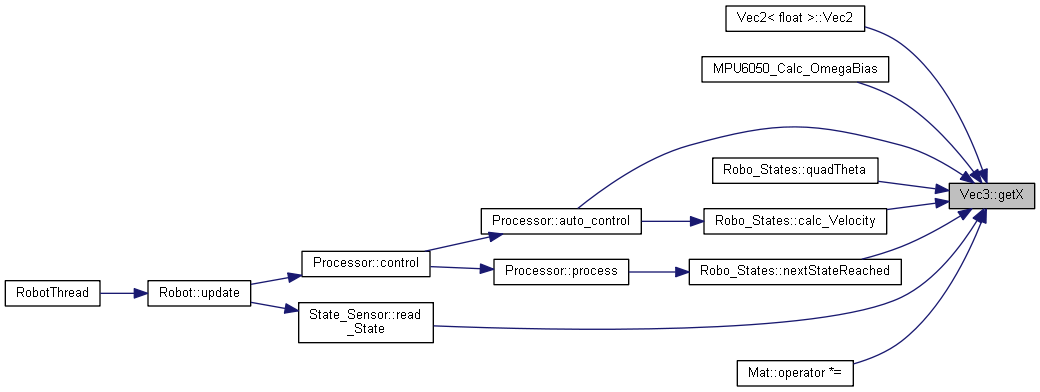 Vec2< float >::Vec2
MPU6050_Calc_OmegaBias
Robo_States::quadTheta
Vec3::getX
Processor::auto_control
Robo_States::calc_Velocity
Processor::control
Processor::process
Robo_States::nextStateReached
RobotThread
Robot::update
State_Sensor::read
_State
Mat::operator *=